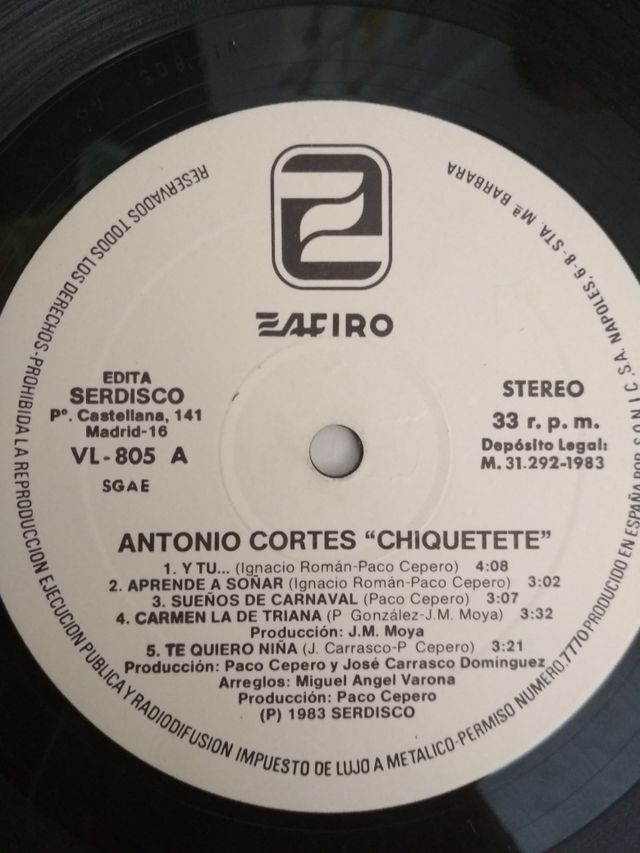 ZAFIRO
EDITA
SERDISCO
Pº. Castellana, 141
Madrid-16
VL-805 A
SGAE
STEREO
33 r. p. m.
Depósito Legal:
M. 31.292-1983
ANTONIO CORTES "CHIQUETETE"
1. Y TU... (Ignacio Román-Paco Cepero) 4:08
2. APRENDE A SOÑAR (Ignacio Román-Paco Cepero) 3:02
3. SUEÑOS DE CARNAVAL (Paco Cepero) 3:07
4. CARMEN LA DE TRIANA (P González-J.M. Moya) 3:32
Producción: J.M. Moya
5. TE QUIERO NIÑA (J. Carrasco-P Cepero) 3:21
Producción: Paco Cepero y José Carrasco Domínguez
Arreglos: Miguel Angel Varona
Producción: Paco Cepero
(P) 1983 SERDISCO
RESERVADOS TODOS LOS DERECHOS-PROHIBIDA LA REPRODUCCION EJECUCION PUBLICA Y RADIODIFUSION IMPUESTO DE LUJO A METALICO-PERMISO NUMERO.7770 PRODUCIDO EN ESPAÑA POR SONIC, S.A. NAPOLES, 6-8-STA. Mª BARBARA